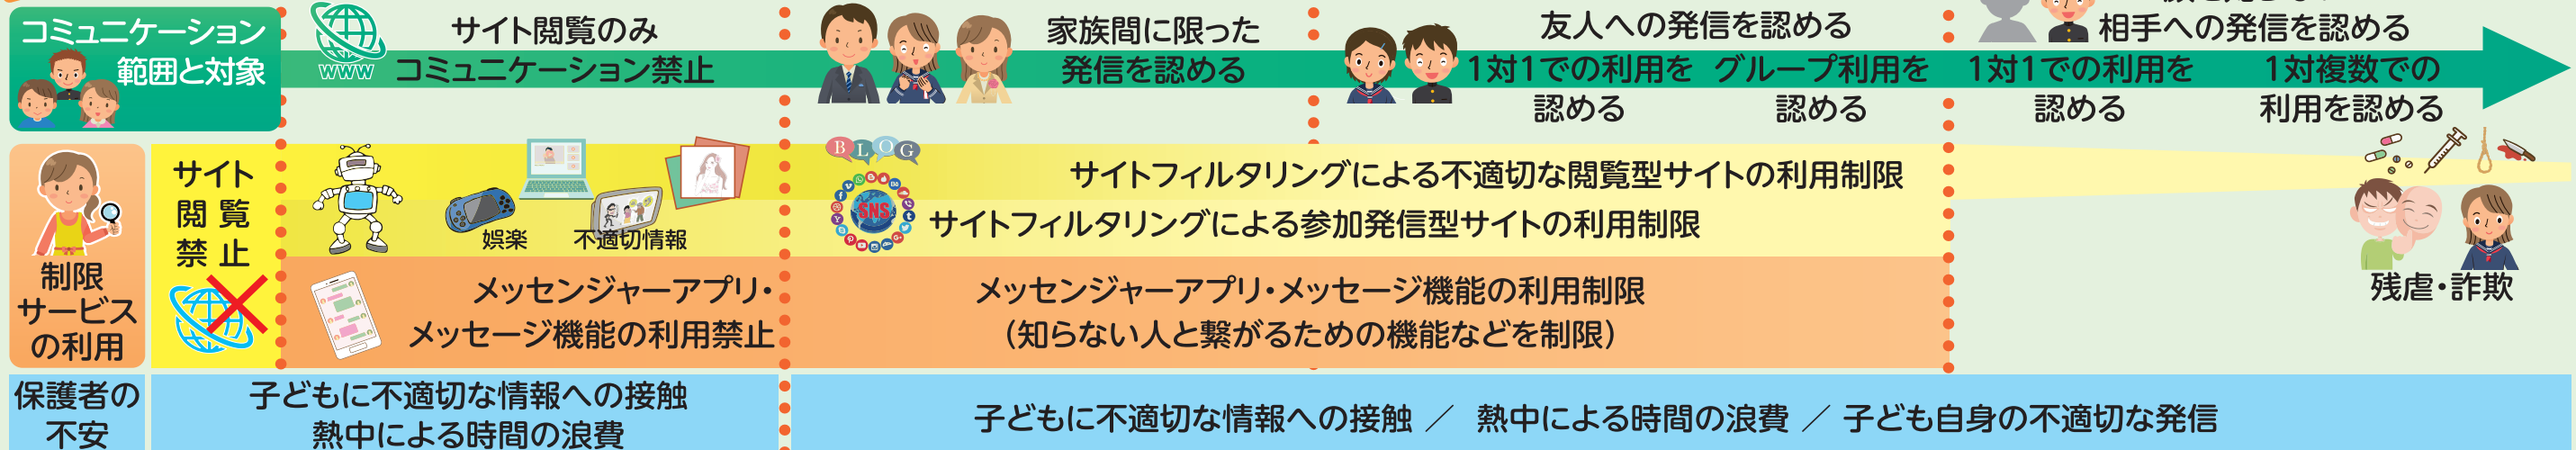 コミュニケーション
範囲と対象
WWW
サイト閲覧のみ
コミュニケーション禁止
家族間に限った
発信を認める
友人への発信を認める
1対1での利用を
認める
グループ利用を
認める
相手への発信を認める
1対1での利用を
認める
1対複数での
利用を認める
制限
サービス
の利用
サイト
閲覧
禁止
娯楽
不適切情報
BLOG
SNS
サイトフィルタリングによる不適切な閲覧型サイトの利用制限
サイトフィルタリングによる参加発信型サイトの利用制限
メッセンジャーアプリ・
メッセージ機能の利用禁止
メッセンジャーアプリ・メッセージ機能の利用制限
（知らない人と繋がるための機能などを制限）
残虐・詐欺
保護者の
不安
子どもに不適切な情報への接触
熱中による時間の浪費
子どもに不適切な情報への接触 ／ 熱中による時間の浪費 ／ 子ども自身の不適切な発信